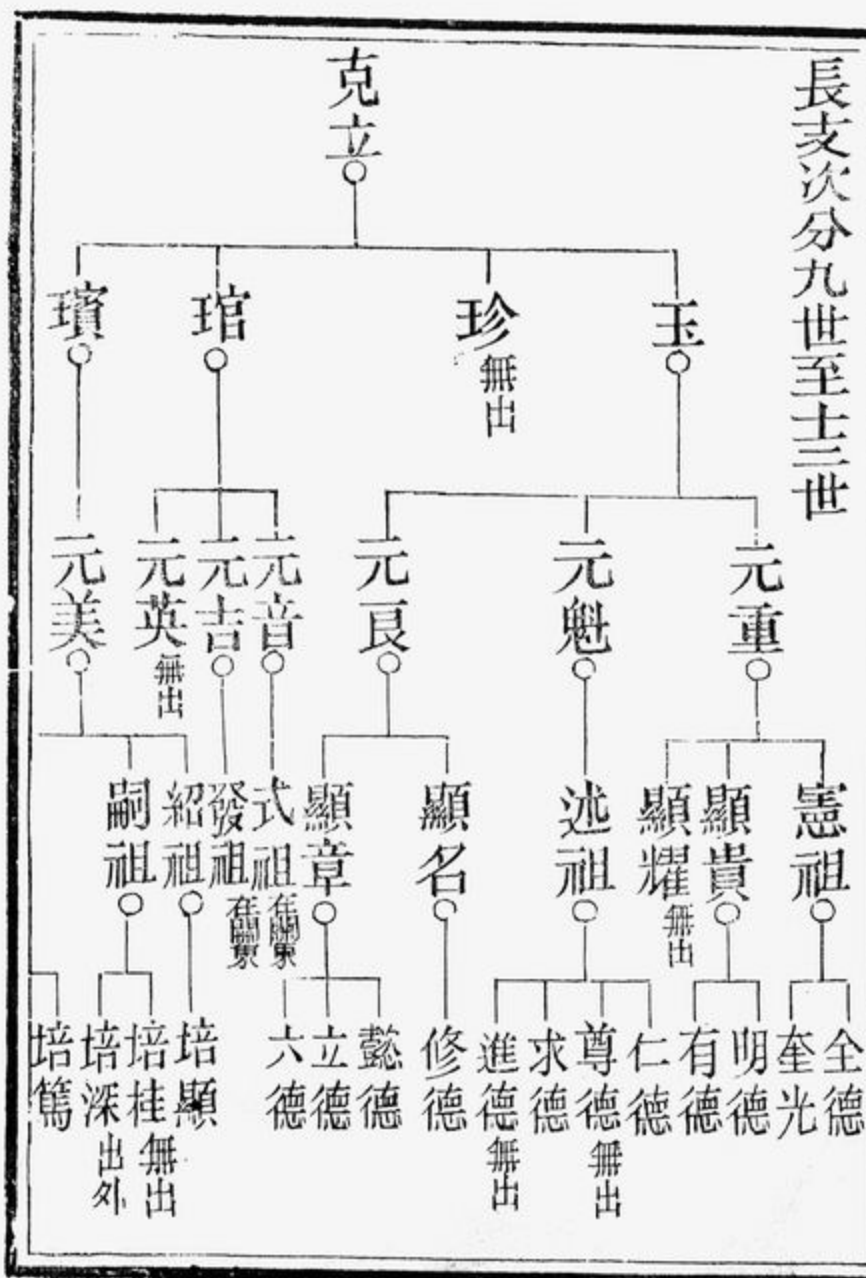 長支次分九世至十三世
克立
玉
珍 無出
琯
璸
元重
元魁
元良
元音
元吉
元英 無出
元美
憲祖
顯貴
顯耀 無出
述祖
顯名
顯章
式祖 在關東
發祖 在關東
紹祖
嗣祖
全德
奎光
明德
有德
仁德
尊德 無出
求德
進德 無出
修德
懿德
立德
六德
培顯
培桂 無出
培深 出外
培篤